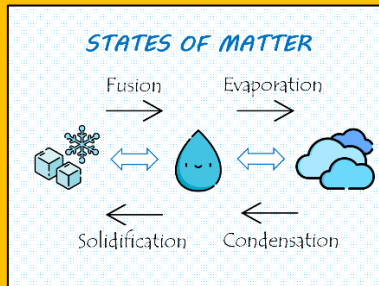 STATES OF MATTER
Fusion Evaporation
Solidification Condensation